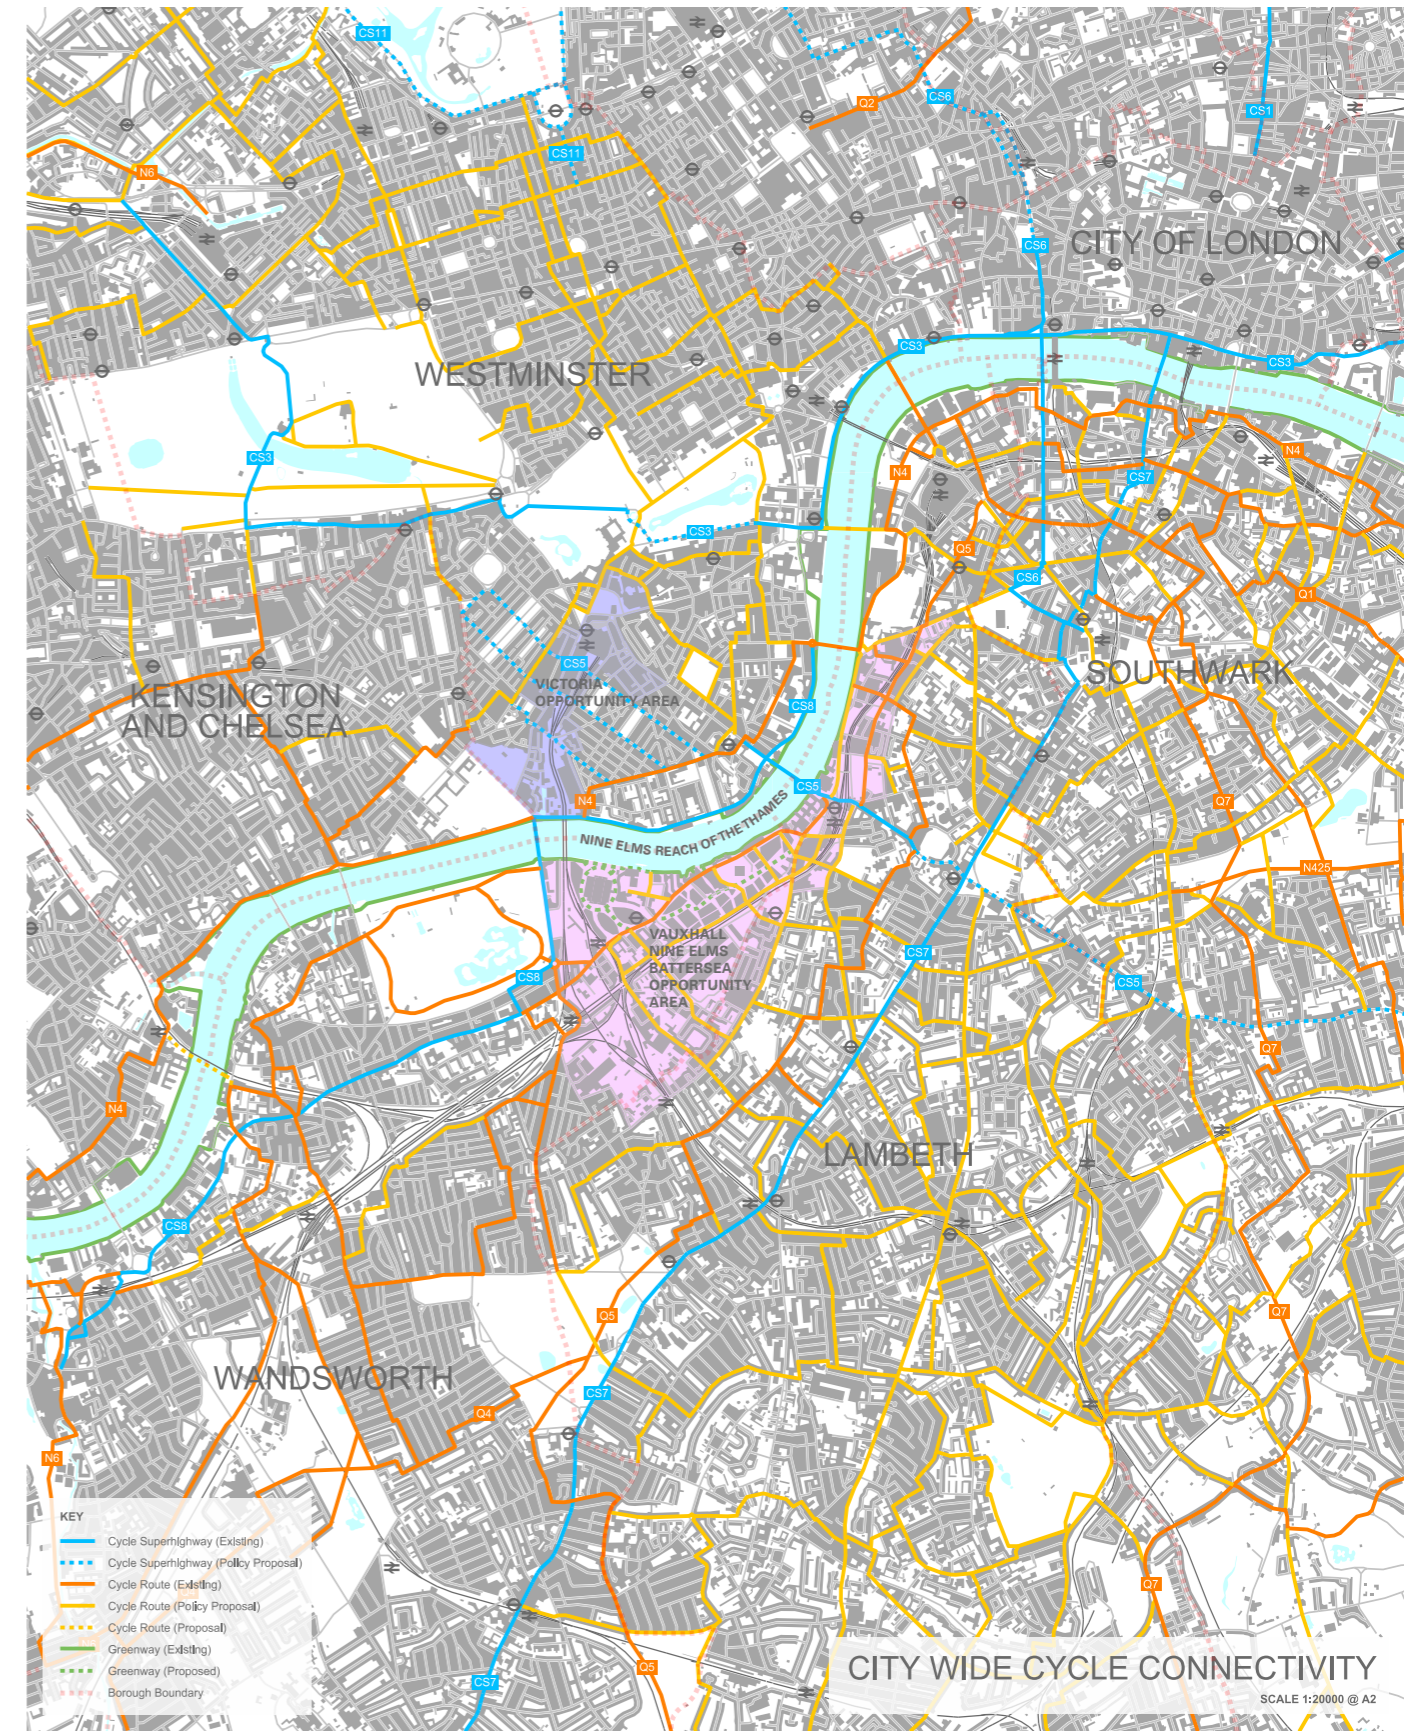 CS11
CS6
Q2
CS1
CS11
N6
CITY OF LONDON
CS6
WESTMINSTER
CS3
CS3
CS3
N4
N4
CS7
CS3
Q5
CS6
Q1
CS5
SOUTHWARK
VICTORIA
OPPORTUNITY AREA
KENSINGTON
AND CHELSEA
CS8
CS5
N4
Q7
NINE ELMS REACH OF THE THAMES
N425
VAUXHALL
NINE ELMS
BATTERSEA
OPPORTUNITY
AREA
CS7
CS8
CS5
Q7
N4
LAMBETH
CS8
Q5
Q7
WANDSWORTH
CS7
Q4
N6
KEY
Cycle Superhighway (Existing)
Cycle Superhighway (Policy Proposal)
Cycle Route (Existing)
Cycle Route (Policy Proposal)
Cycle Route (Proposal)
Greenway (Existing)
Greenway (Proposed)
Borough Boundary
Q7
Q5
CS7
CITY WIDE CYCLE CONNECTIVITY
SCALE 1:20000 @ A2